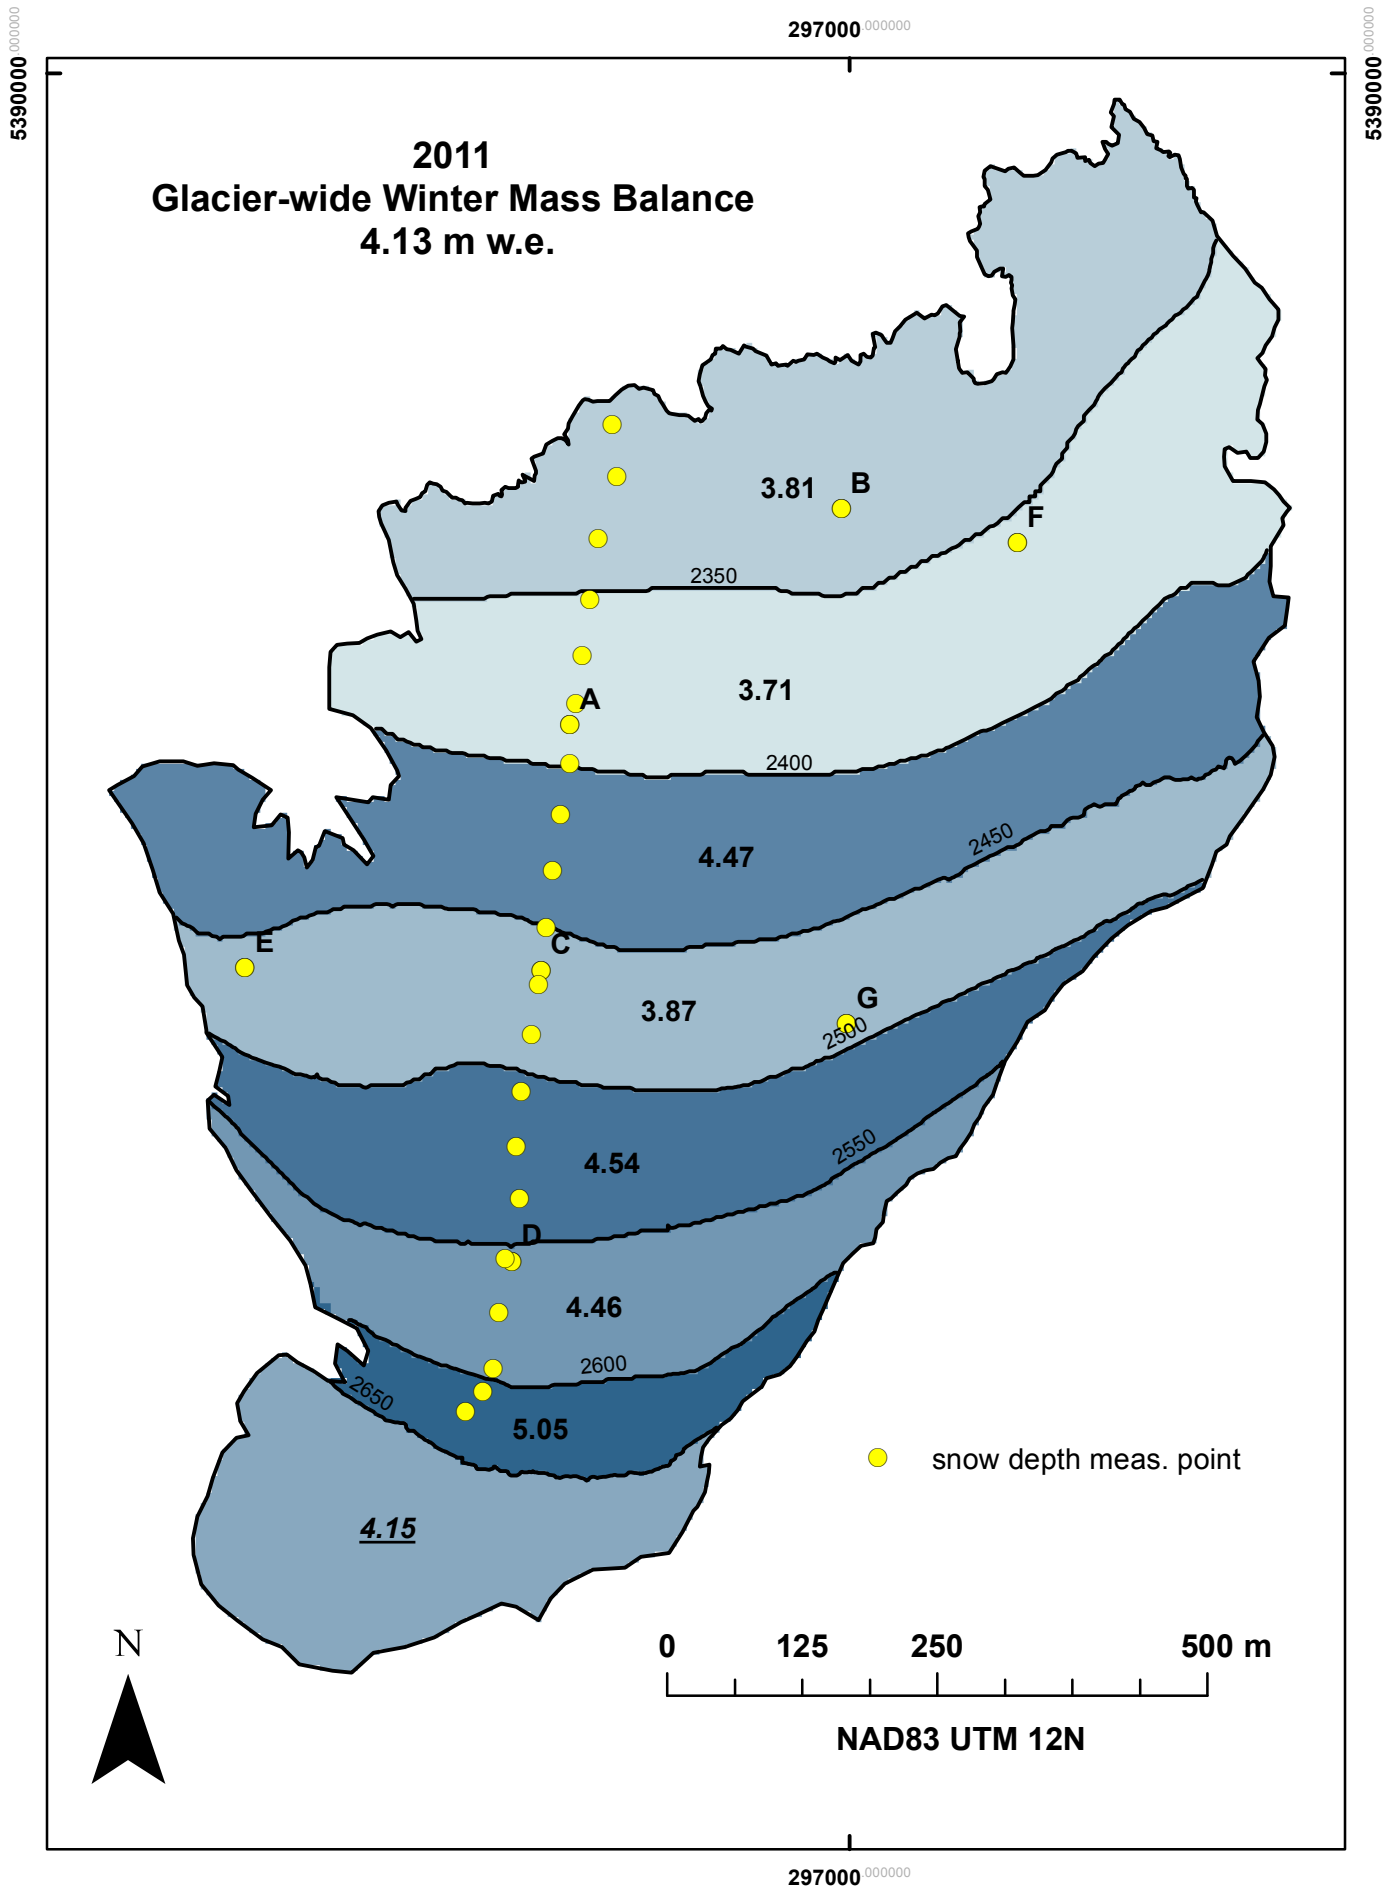 297000.000000
5390000.000000
5390000.000000
2011
Glacier-wide Winter Mass Balance
4.13 m w.e.
3.81
B
F
2350
3.71
A
2400
2450
4.47
E
C
3.87
G
2500
4.54
2550
D
4.46
2600
2650
5.05
snow depth meas. point
4.15
N
0 125 250 500 m
NAD83 UTM 12N
297000.000000